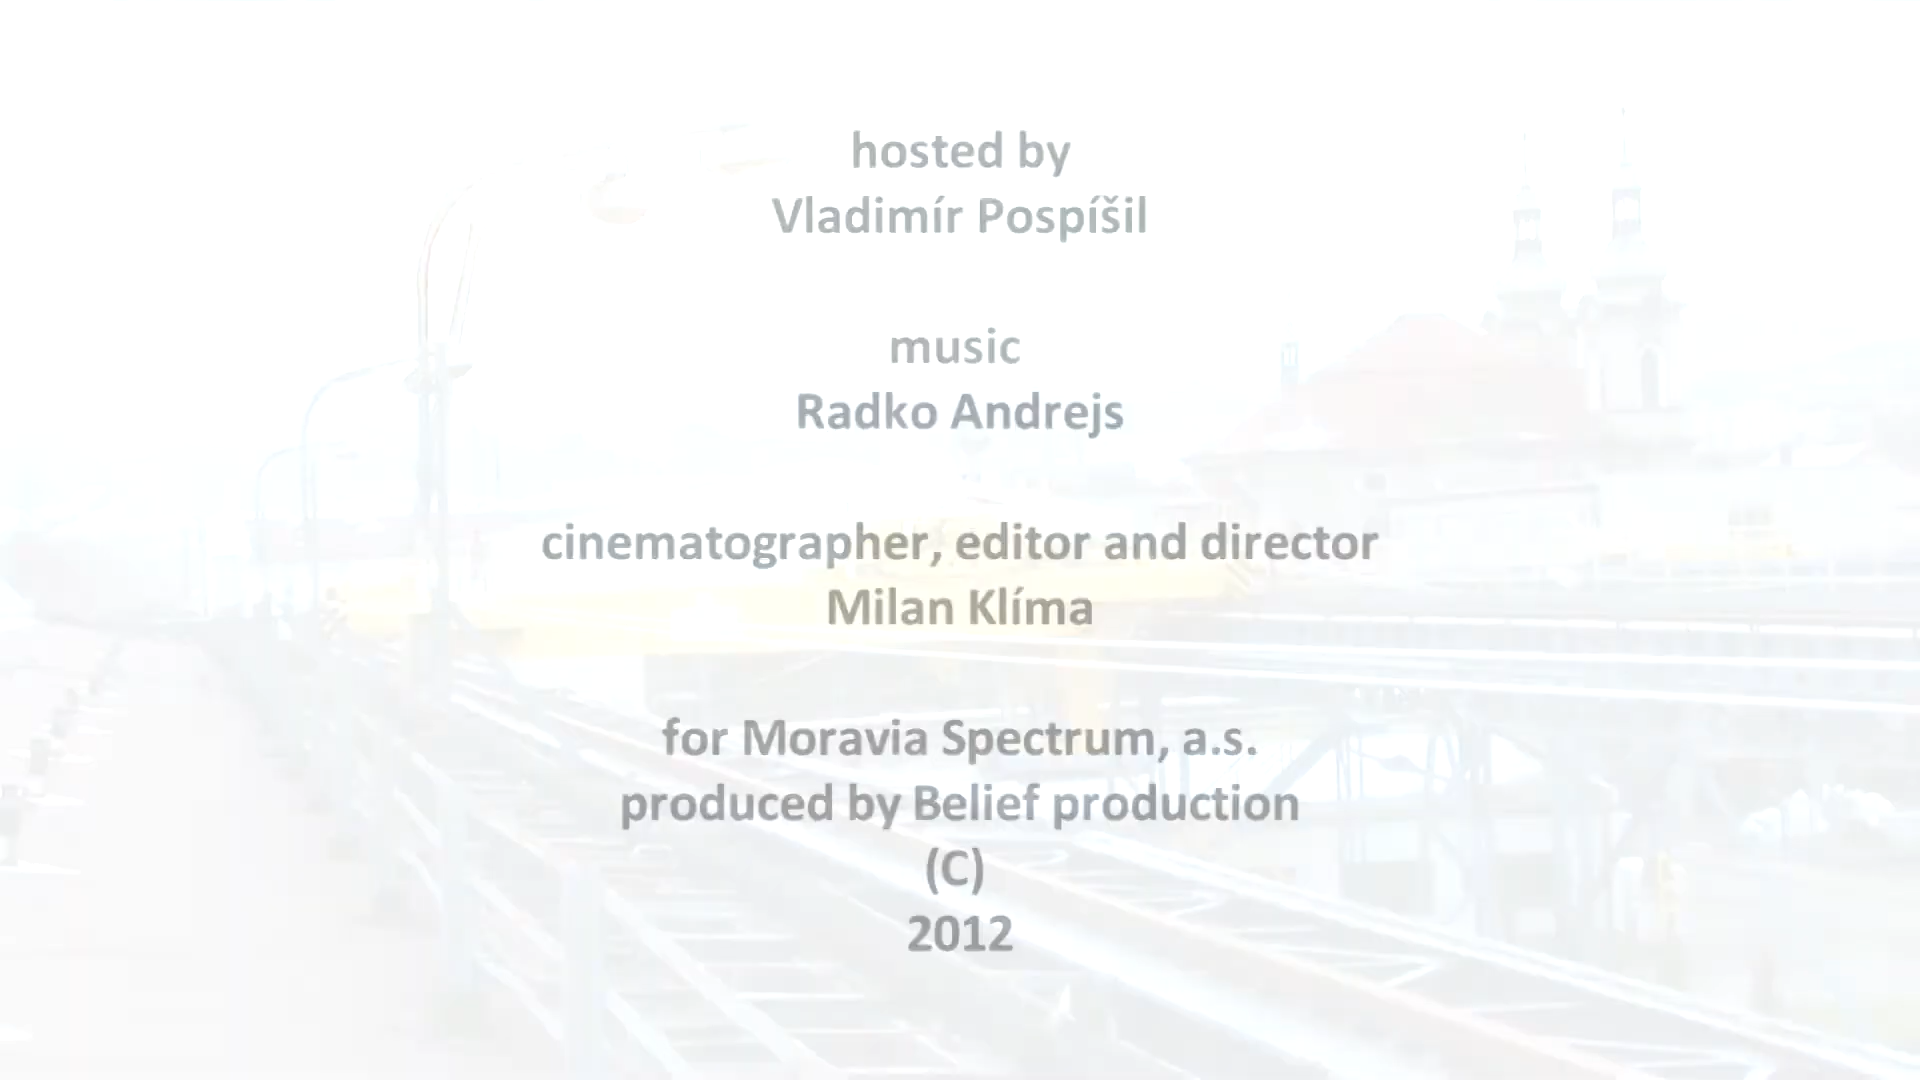 hosted by
Vladimír Pospíšil
music
Radko Andrejs
cinematographer, editor and director
Milan Klíma
for Moravia Spectrum, a.s.
produced by Belief production
(C)
2012